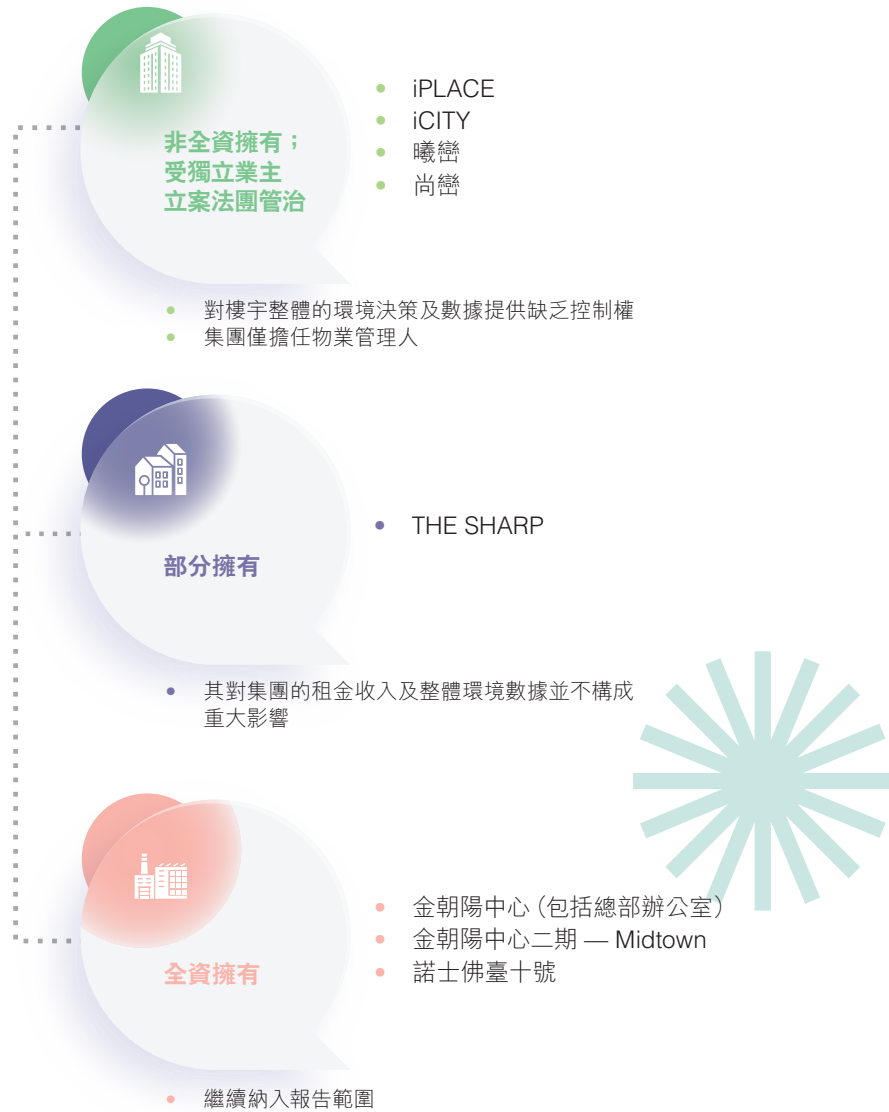 非全資擁有；
受獨立業主
立案法團管治
• iPLACE
• iCITY
• 曦巒
• 尚巒
• 對樓宇整體的環境決策及數據提供缺乏控制權
• 集團僅擔任物業管理人
部分擁有
• THE SHARP
• 其對集團的租金收入及整體環境數據並不構成
重大影響
全資擁有
• 金朝陽中心（包括總部辦公室）
• 金朝陽中心二期 — Midtown
• 諾士佛臺十號
• 繼續納入報告範圍